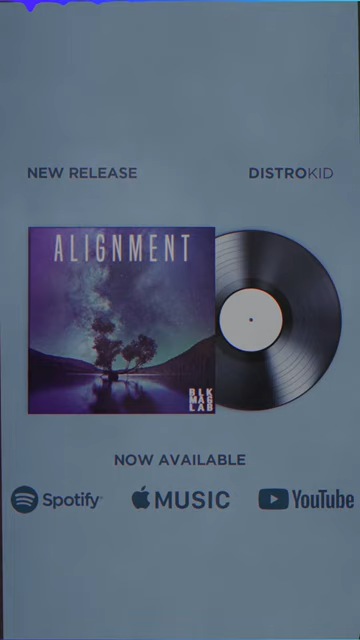 NEW RELEASE
DISTROKID
ALIGNMENT
BLK
MAG
LAB
NOW AVAILABLE
Spotify
MUSIC
YouTube